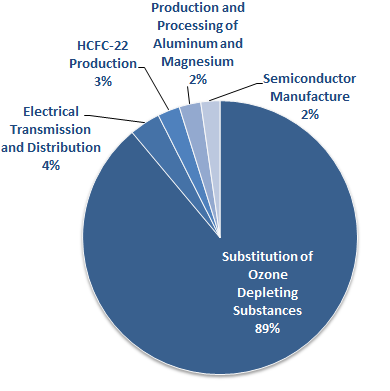 Production and
Processing of
Aluminum and
Magnesium
2%
HCFC-22
Production
3%
Semiconductor
Manufacture
2%
Electrical
Transmission
and Distribution
4%
Substitution of
Ozone
Depleting
Substances
89%